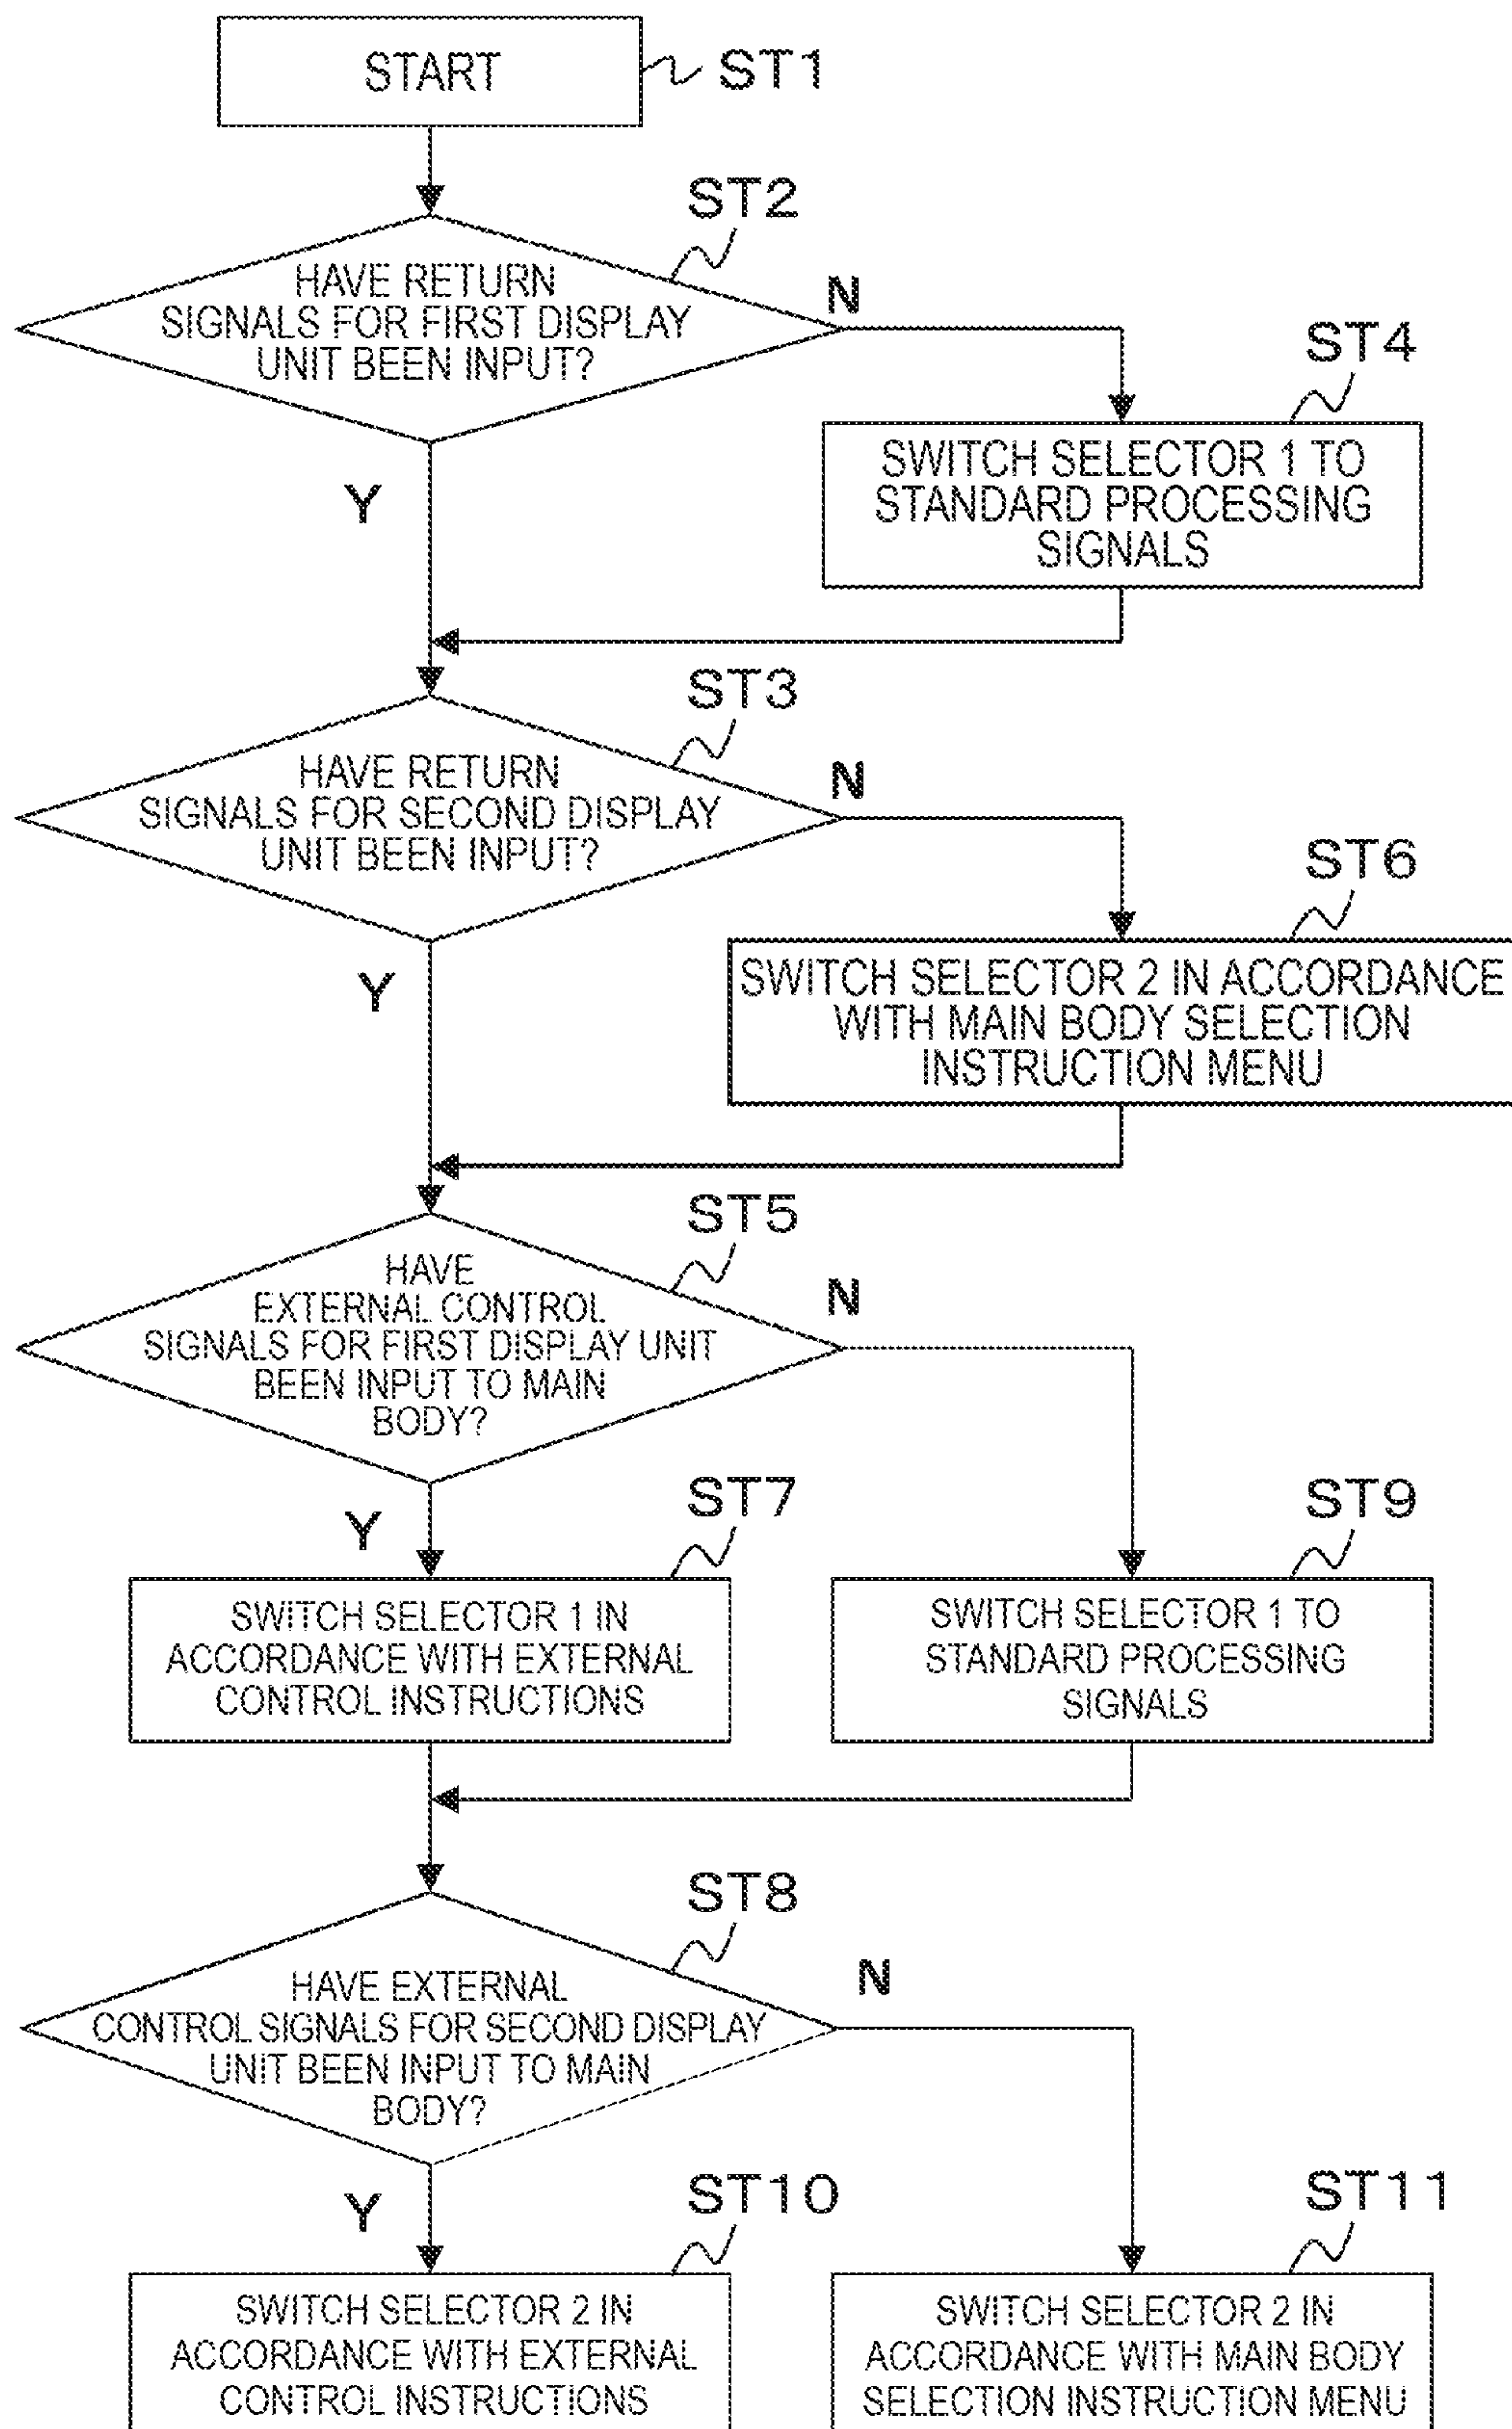 START
ST1
ST2
HAVE RETURN
SIGNALS FOR FIRST DISPLAY
UNIT BEEN INPUT?
N
Y
ST4
SWITCH SELECTOR 1 TO
STANDARD PROCESSING
SIGNALS
ST3
HAVE RETURN
SIGNALS FOR SECOND DISPLAY
UNIT BEEN INPUT?
N
Y
ST6
SWITCH SELECTOR 2 IN ACCORDANCE
WITH MAIN BODY SELECTION
INSTRUCTION MENU
ST5
HAVE
EXTERNAL CONTROL
SIGNALS FOR FIRST DISPLAY UNIT
BEEN INPUT TO MAIN
BODY?
N
Y
ST7
SWITCH SELECTOR 1 IN
ACCORDANCE WITH EXTERNAL
CONTROL INSTRUCTIONS
ST9
SWITCH SELECTOR 1 TO
STANDARD PROCESSING
SIGNALS
ST8
HAVE EXTERNAL
CONTROL SIGNALS FOR SECOND DISPLAY
UNIT BEEN INPUT TO MAIN
BODY?
N
Y
ST10
SWITCH SELECTOR 2 IN
ACCORDANCE WITH EXTERNAL
CONTROL INSTRUCTIONS
ST11
SWITCH SELECTOR 2 IN
ACCORDANCE WITH MAIN BODY
SELECTION INSTRUCTION MENU